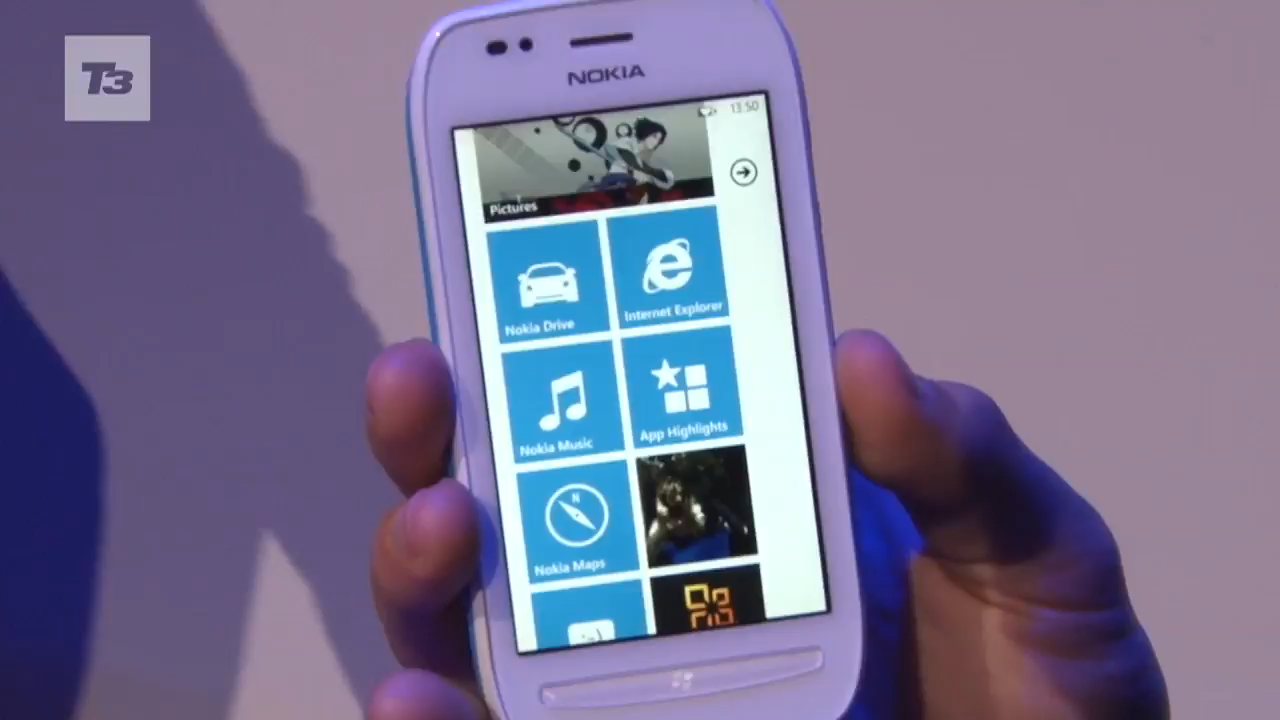 T3
NOKIA
13:50
Pictures
Nokia Drive
Internet Explorer
Nokia Music
App Highlights
N
Nokia Maps